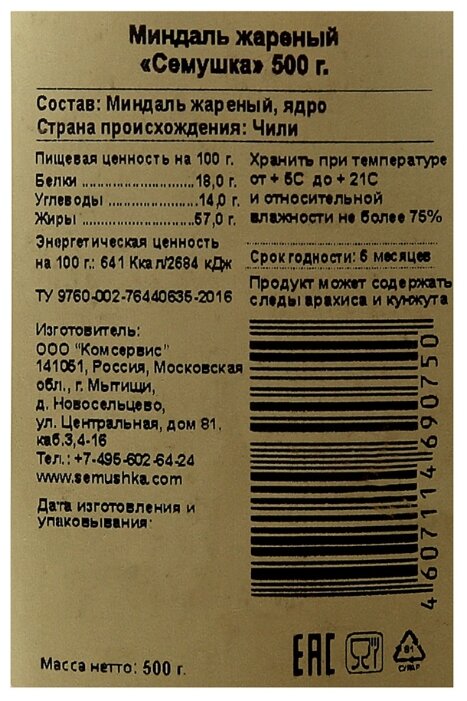 Миндаль жареный
«Семушка» 500 г.
Состав: Миндаль жареный, ядро
Страна происхождения: Чили
Пищевая ценность на 100 г.
Белки ........................ 18,0 г.
Углеводы ................. 14,0 г.
Жиры ........................ 57,0 г.
Энергетическая ценность
на 100 г.: 641 Ккал/2684 кДж
ТУ 9760-002-76440635-2016
Изготовитель:
ООО "Комсервис"
141051, Россия, Московская
обл., г. Мытищи,
д. Новосельцево,
ул. Центральная, дом 81,
каб.3,4-16
Тел.: +7-495-602-64-24
www.semushka.com
Дата изготовления и
упаковывания:
Масса нетто: 500 г.
Хранить при температуре
от + 5С до + 21С
и относительной
влажности не более 75%
Срок годности: 6 месяцев
Продукт может содержать
следы арахиса и кунжута
4607114690750
EAC
81